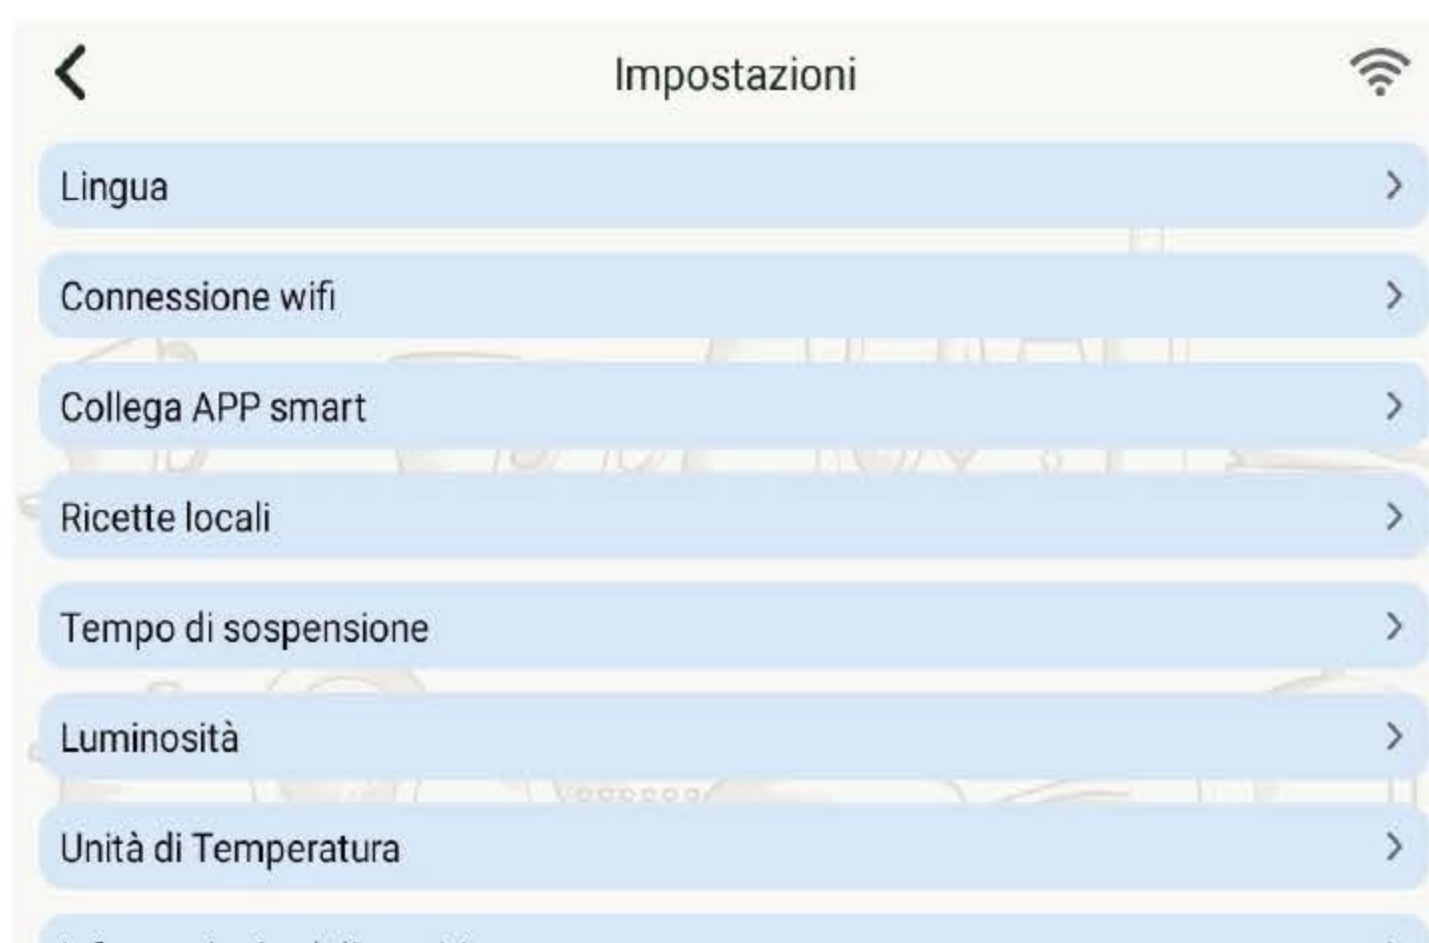 Impostazioni
Lingua
Connessione wifi
Collega APP smart
Ricette locali
Tempo di sospensione
Luminosità
Unità di Temperatura